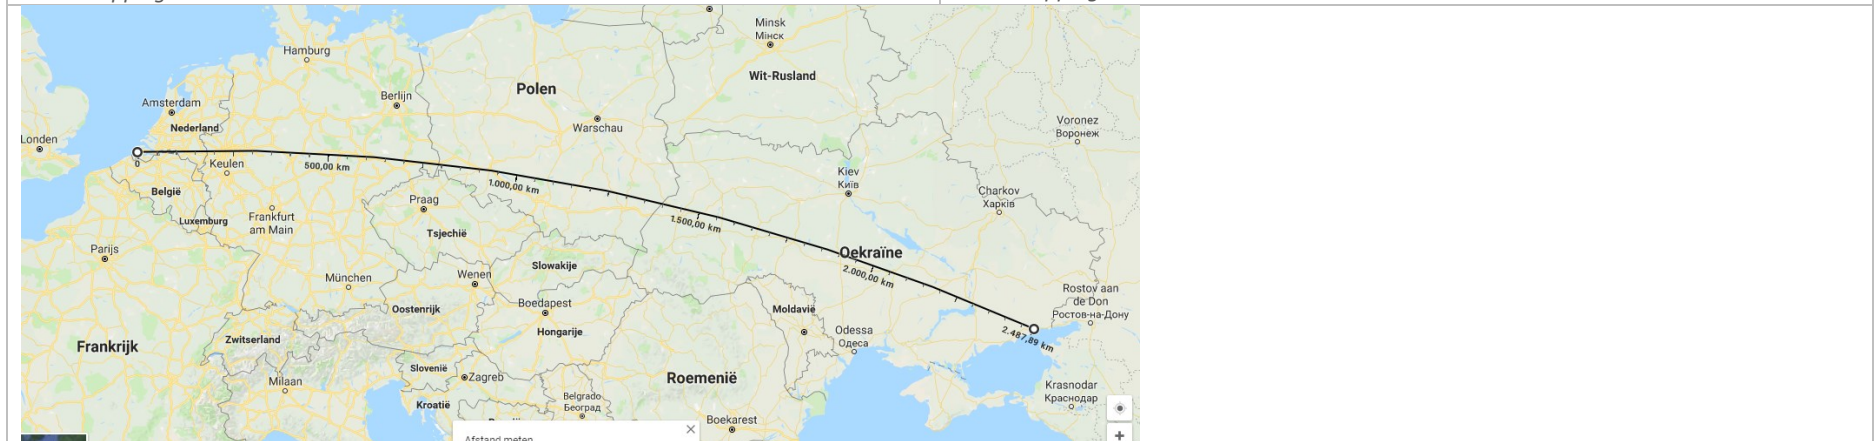 Minsk
Мінск
Hamburg
Wit-Rusland
Polen
Berlijn
Amsterdam
Nederland
Warschau
Voronez
Воронеж
Londen
0
Keulen
500,00 km
1.000,00 km
Kiev
Київ
België
Charkov
Харків
Praag
Luxemburg
Frankfurt
am Main
1.500,00 km
Tsjechië
Parijs
Oekraïne
Slowakije
2.000,00 km
München
Wenen
Rostov aan
de Don
Ростов-на-Дону
Boedapest
Oostenrijk
Moldavië
Hongarije
Odessa
Одеса
2.487,89 km
Zwitserland
Frankrijk
Slovenië
Zagreb
Roemenië
Milaan
Krasnodar
Краснодар
Belgrado
Београд
Kroatië
Boekarest
Afstand meten